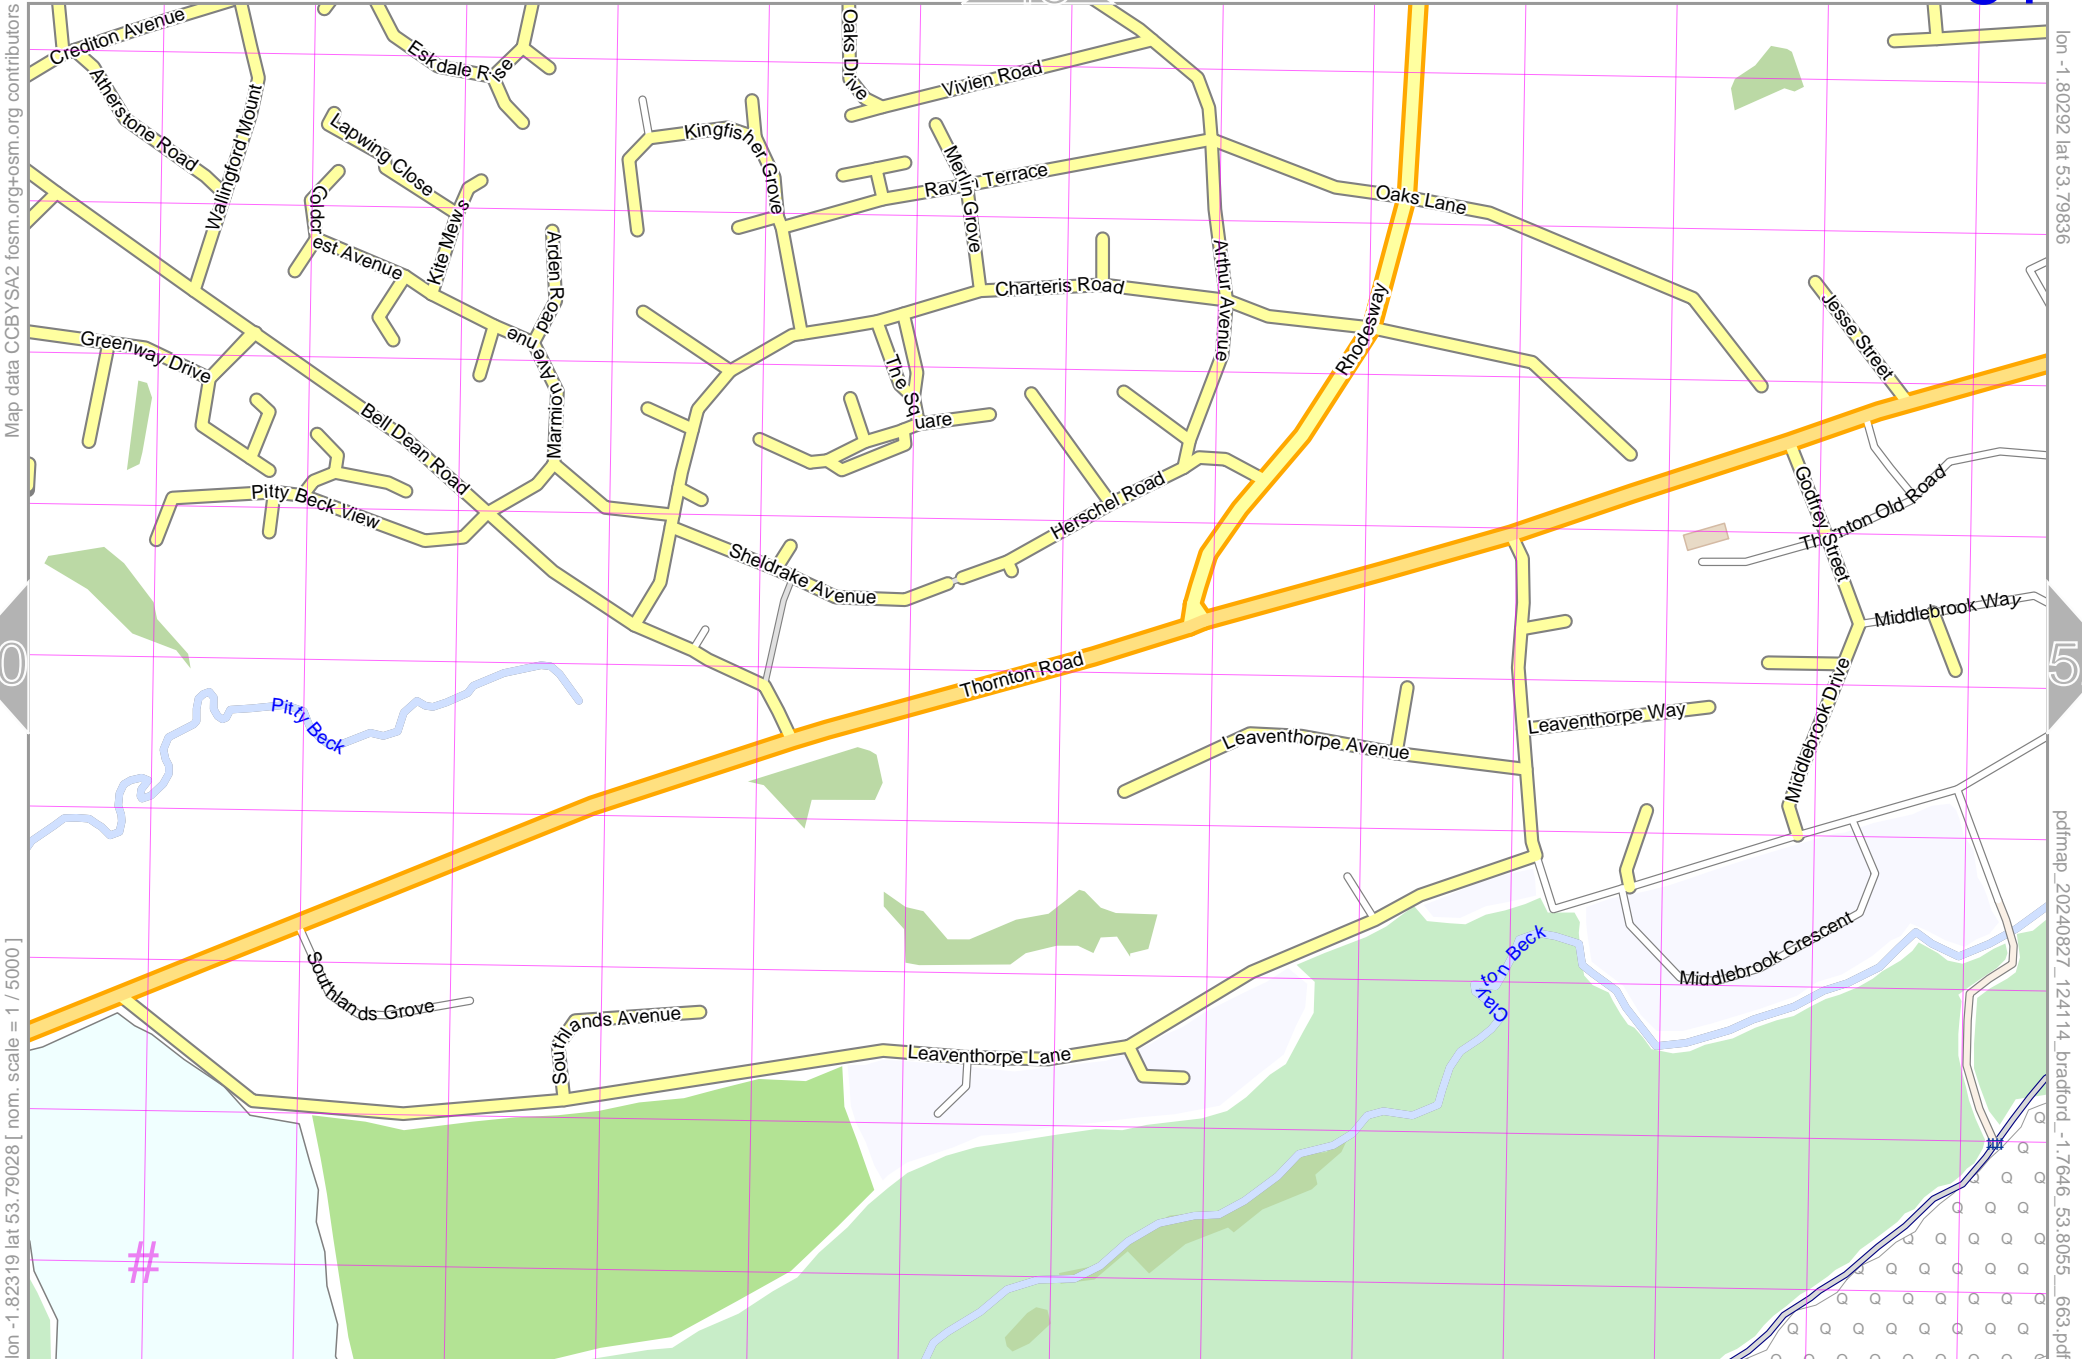 Map data CCBYSA2 fosm.org+osm.org contributors
lon -1.82319 lat 53.79028 [ nom. scale = 1 / 5000 ]
lon -1.80292 lat 53.79836
pdfmap_20240827_124114_bradford_-1.7646_53.8055__663.pdf
Crediton Avenue
Eskdale Rise
Oaks Drive
Vivien Road
Atherstone Road
Wallingford Mount
Lapwing Close
Kingfisher Grove
Merlin Grove
Raven Terrace
Oaks Lane
Coldcrest Avenue
Kite Mews
Arden Road
Arthur Avenue
Charteris Road
Rhodesway
Jesse Street
Greenway Drive
Marmion Avenue
The Square
Bell Dean Road
Pitty Beck View
Herschel Road
Godfrey Street
Thornton Old Road
Sheldrake Avenue
Middlebrook Way
Thornton Road
Pitty Beck
Leaventhorpe Way
Leaventhorpe Avenue
Middlebrook Drive
0
5
Clayton Beck
Middlebrook Crescent
Southlands Grove
Southlands Avenue
Leaventhorpe Lane
#